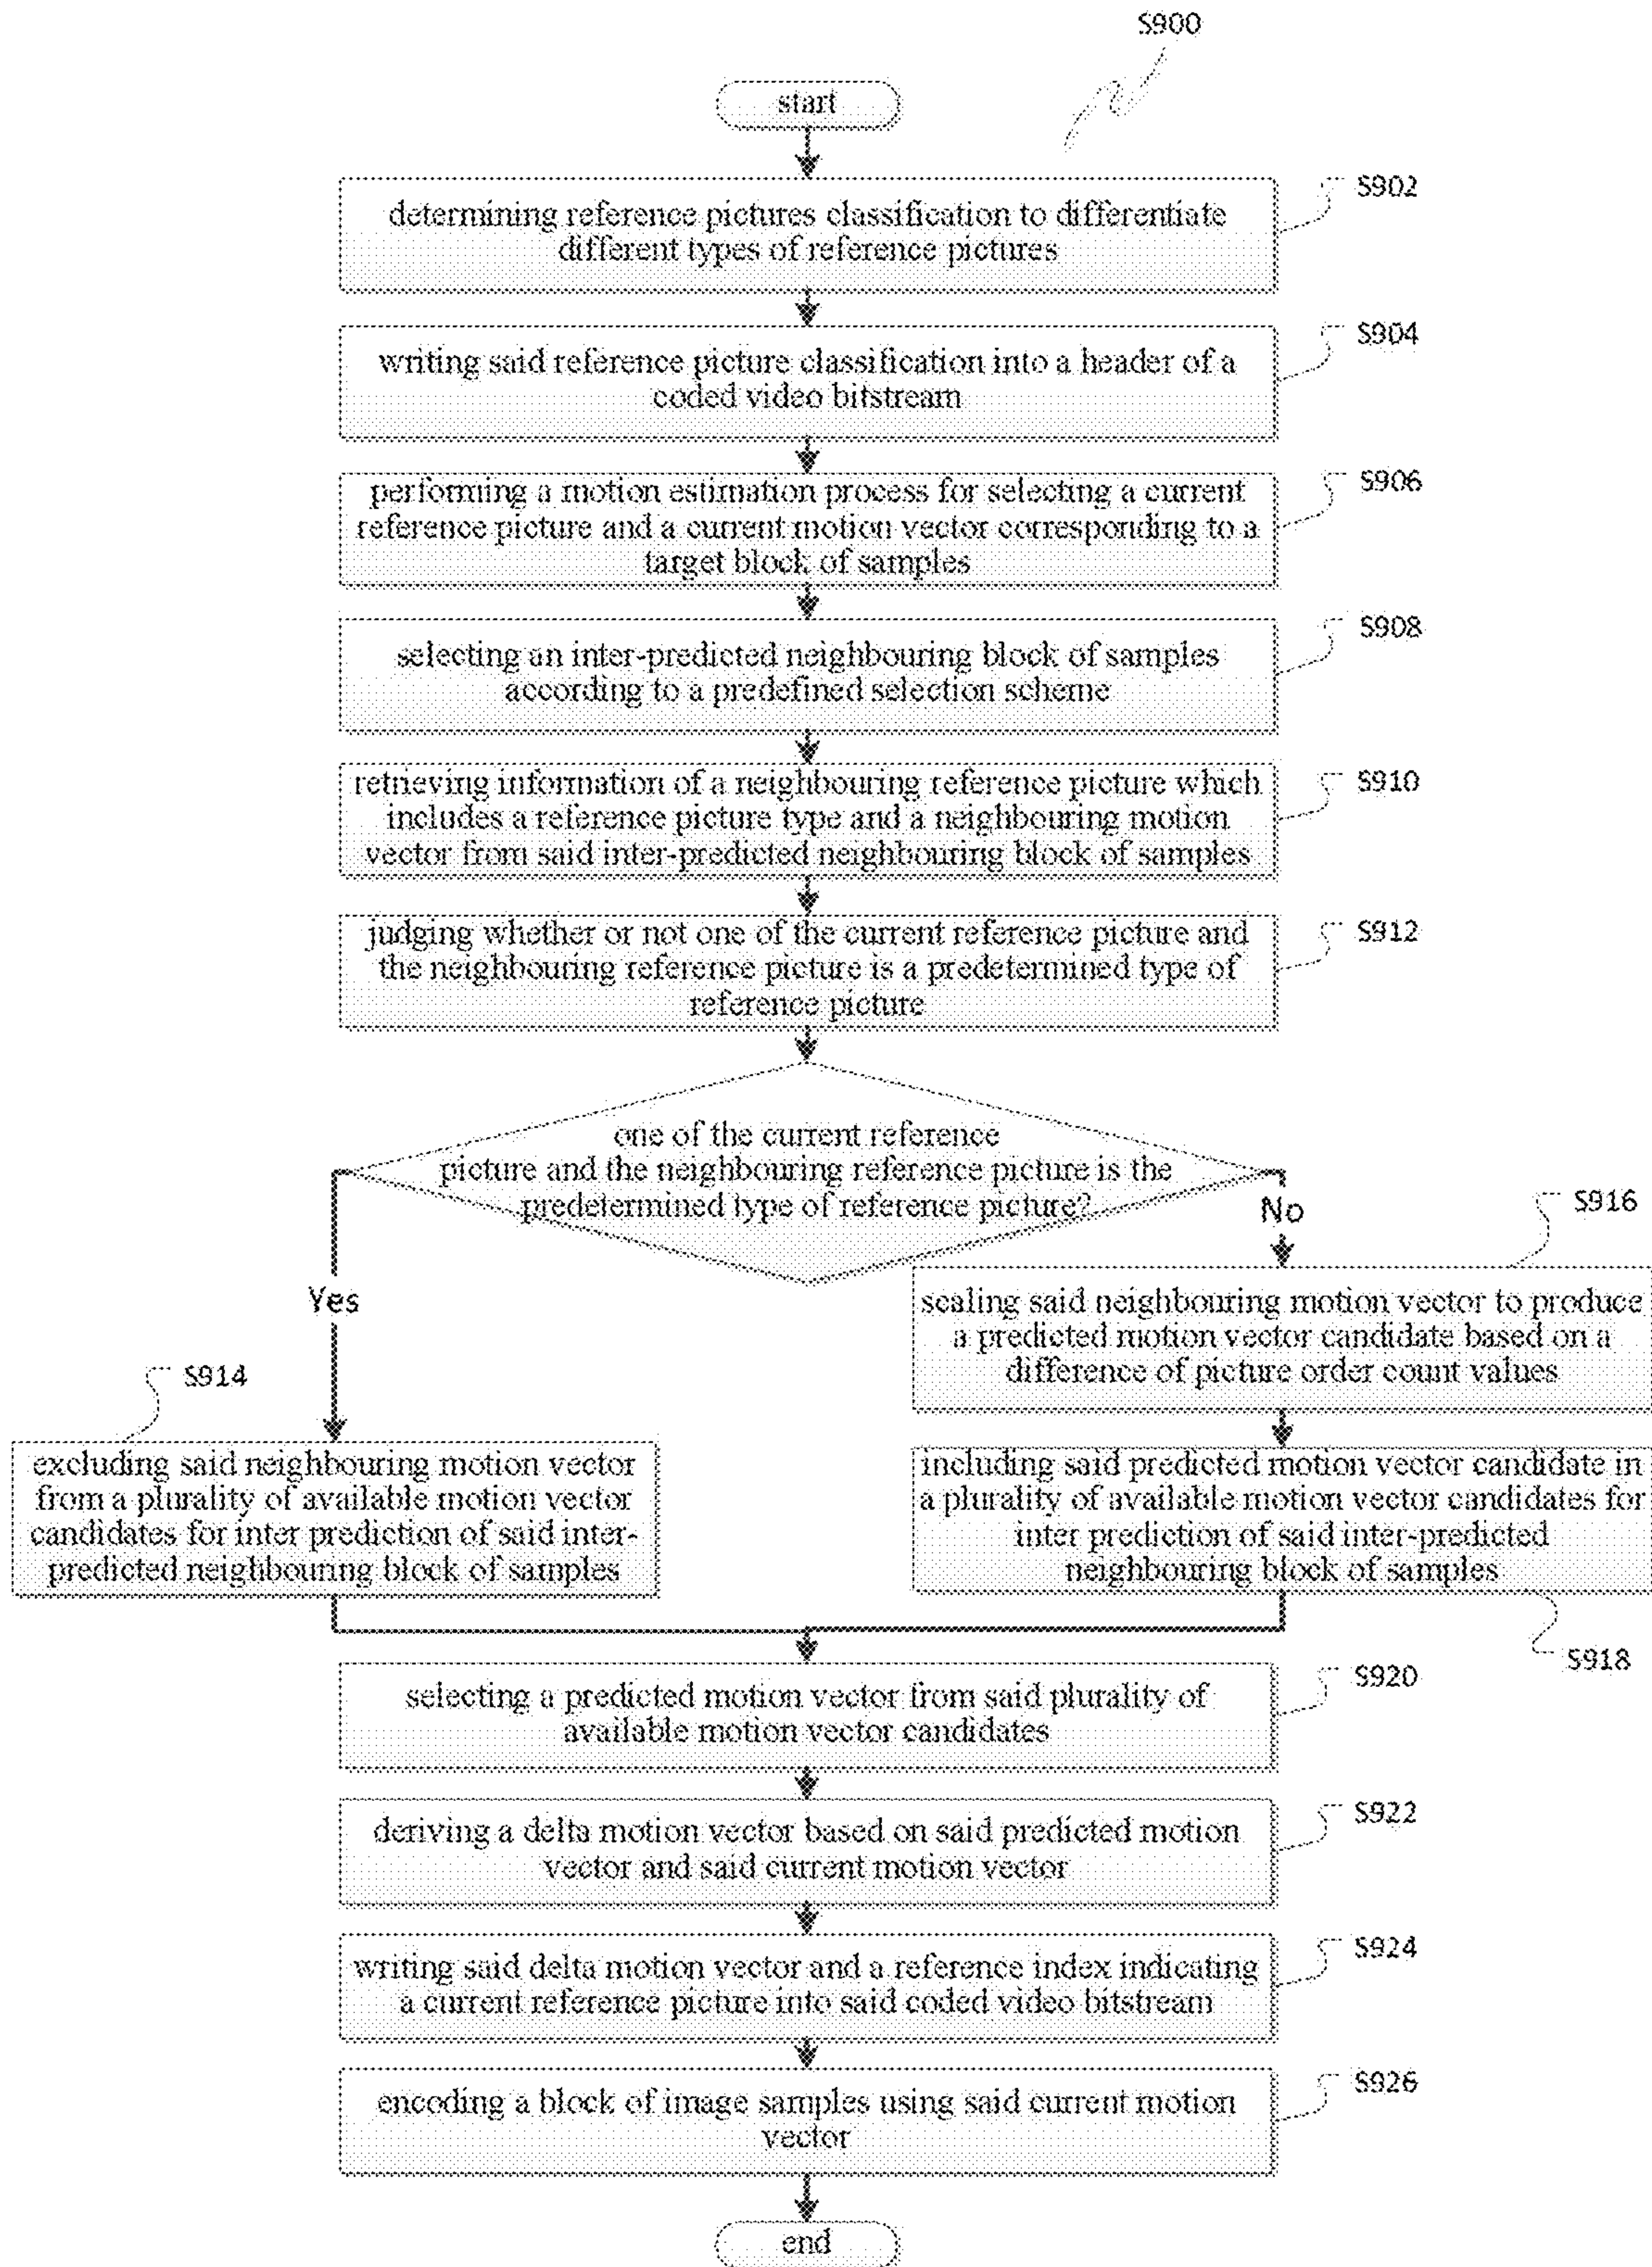 S900
start
S902
determining reference pictures classification to differentiate
different types of reference pictures
S904
writing said reference picture classification into a header of a
coded video bitstream
S906
performing a motion estimation process for selecting a current
reference picture and a current motion vector corresponding to a
target block of samples
S908
selecting an inter-predicted neighbouring block of samples
according to a predefined selection scheme
S910
retrieving information of a neighbouring reference picture which
includes a reference picture type and a neighbouring motion
vector from said inter-predicted neighbouring block of samples
S912
judging whether or not one of the current reference picture and
the neighbouring reference picture is a predetermined type of
reference picture
one of the current reference
picture and the neighbouring reference picture is the
predetermined type of reference picture?
No
S916
Yes
scaling said neighbouring motion vector to produce
a predicted motion vector candidate based on a
difference of picture order count values
S914
excluding said neighbouring motion vector
from a plurality of available motion vector
candidates for inter prediction of said inter-
predicted neighbouring block of samples
including said predicted motion vector candidate in
a plurality of available motion vector candidates for
inter prediction of said inter-predicted
neighbouring block of samples
S918
S920
selecting a predicted motion vector from said plurality of
available motion vector candidates
S922
deriving a delta motion vector based on said predicted motion
vector and said current motion vector
S924
writing said delta motion vector and a reference index indicating
a current reference picture into said coded video bitstream
S926
encoding a block of image samples using said current motion
vector
end